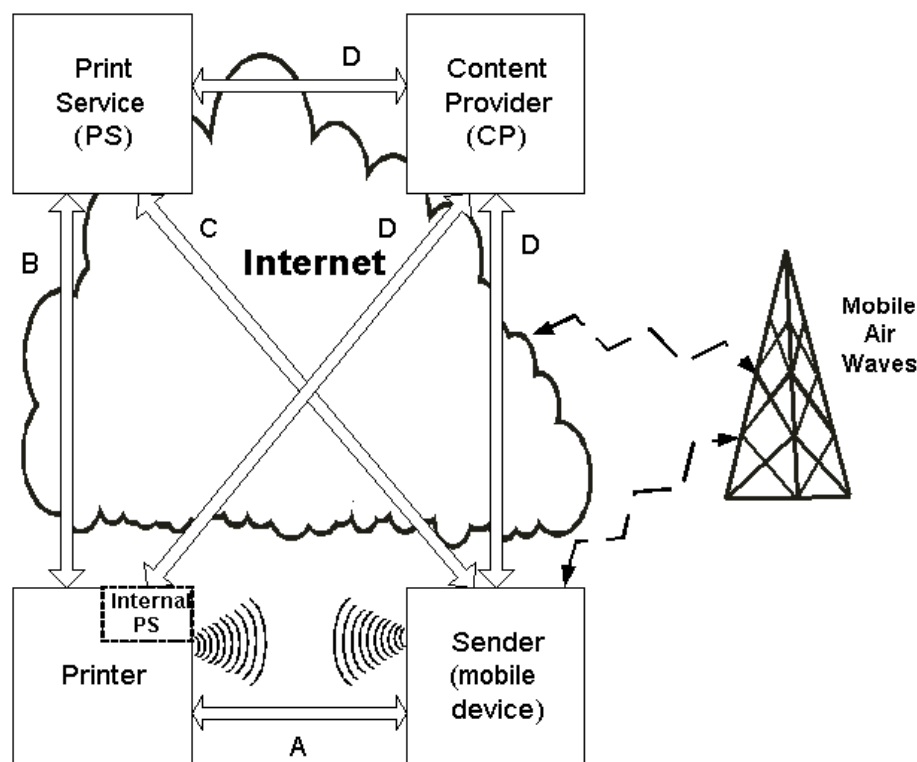 Print
Service
(PS)
D
Content
Provider
(CP)
B
C
D
D
Internet
Mobile
Air
Waves
Internal
PS
Printer
Sender
(mobile
device)
A